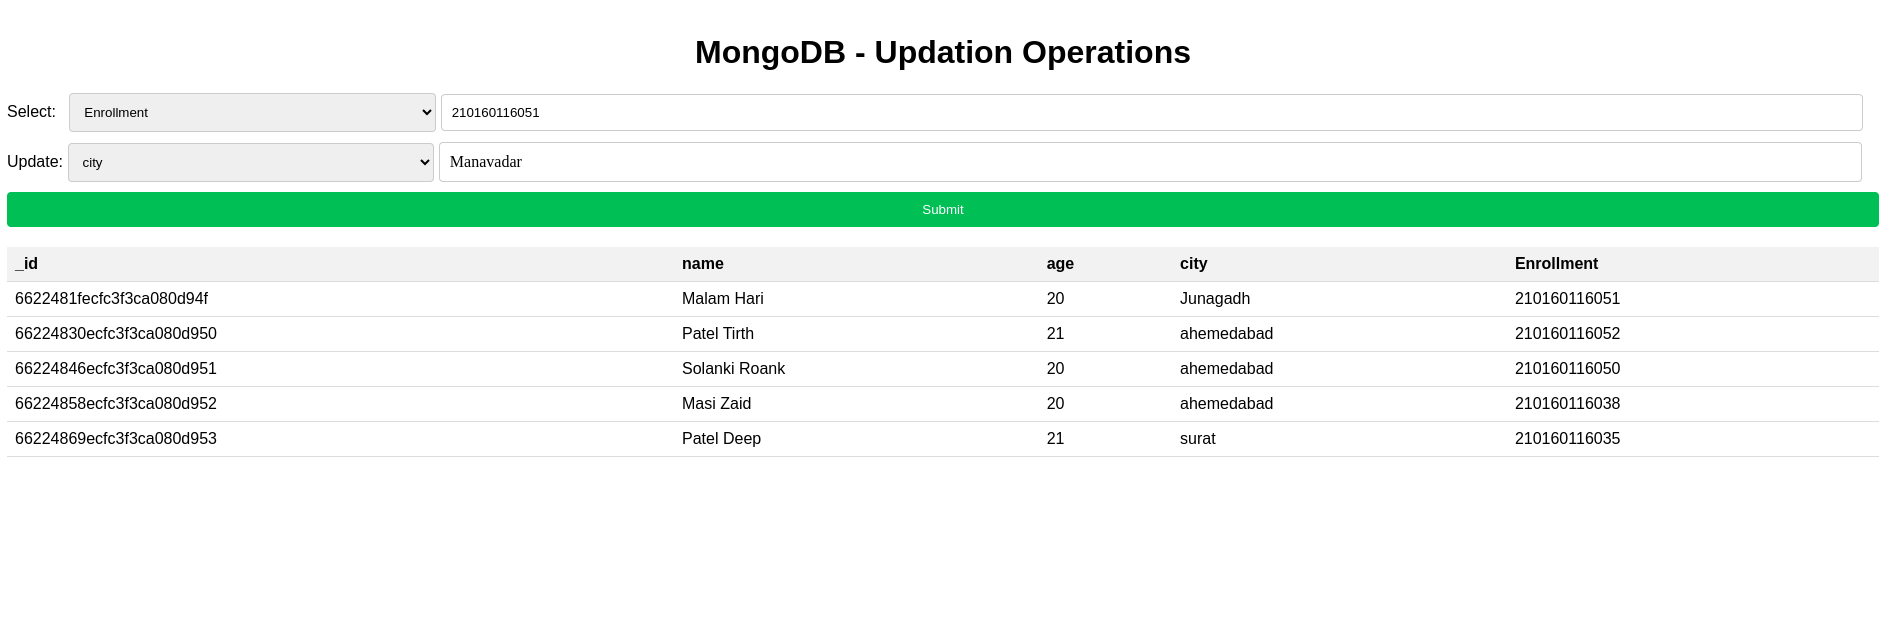 MongoDB - Updation Operations
Select: Enrollment 210160116051
Update: city Manavadar
Submit
_id name age city Enrollment
6622481fecfc3f3ca080d94f Malam Hari 20 Junagadh 210160116051
66224830ecfc3f3ca080d950 Patel Tirth 21 ahemedabad 210160116052
66224846ecfc3f3ca080d951 Solanki Roank 20 ahemedabad 210160116050
66224858ecfc3f3ca080d952 Masi Zaid 20 ahemedabad 210160116038
66224869ecfc3f3ca080d953 Patel Deep 21 surat 210160116035